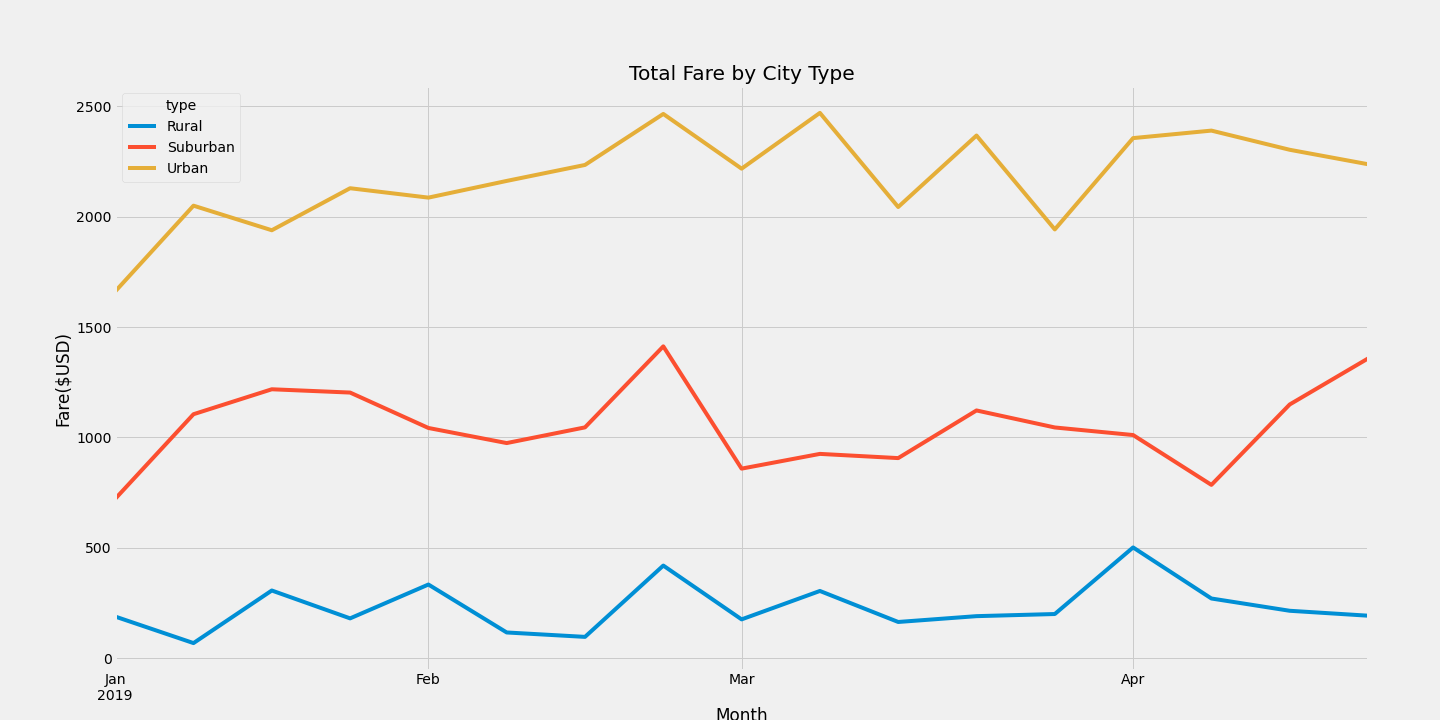 Total Fare by City Type
type
Rural
Suburban
Urban
2500
2000
1500
1000
500
0
Fare($USD)
Jan
2019
Feb
Mar
Apr
Month